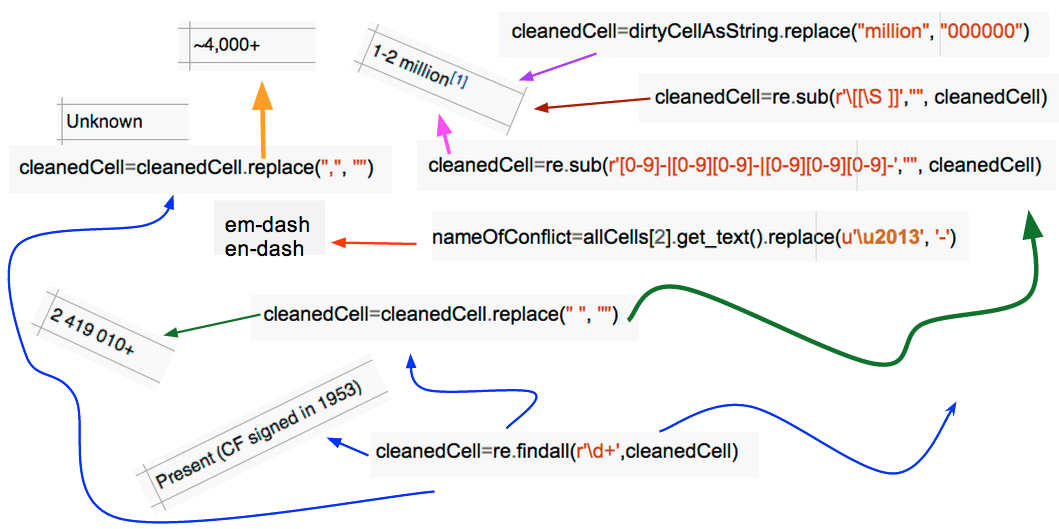 cleanedCell=dirtyCellAsString.replace("million", "000000")
~4,000+
1-2 million[1]
cleanedCell=re.sub(r'\[[\S ]]',"", cleanedCell)
Unknown
cleanedCell=cleanedCell.replace(",", "")
cleanedCell=re.sub(r'[0-9]-|[0-9][0-9]-|[0-9][0-9][0-9]-',"", cleanedCell)
em-dash
en-dash
nameOfConflict=allCells[2].get_text().replace(u'\u2013', '-')
2 419 010+
cleanedCell=cleanedCell.replace(" ", "")
Present (CF signed in 1953)
cleanedCell=re.findall(r'\d+',cleanedCell)